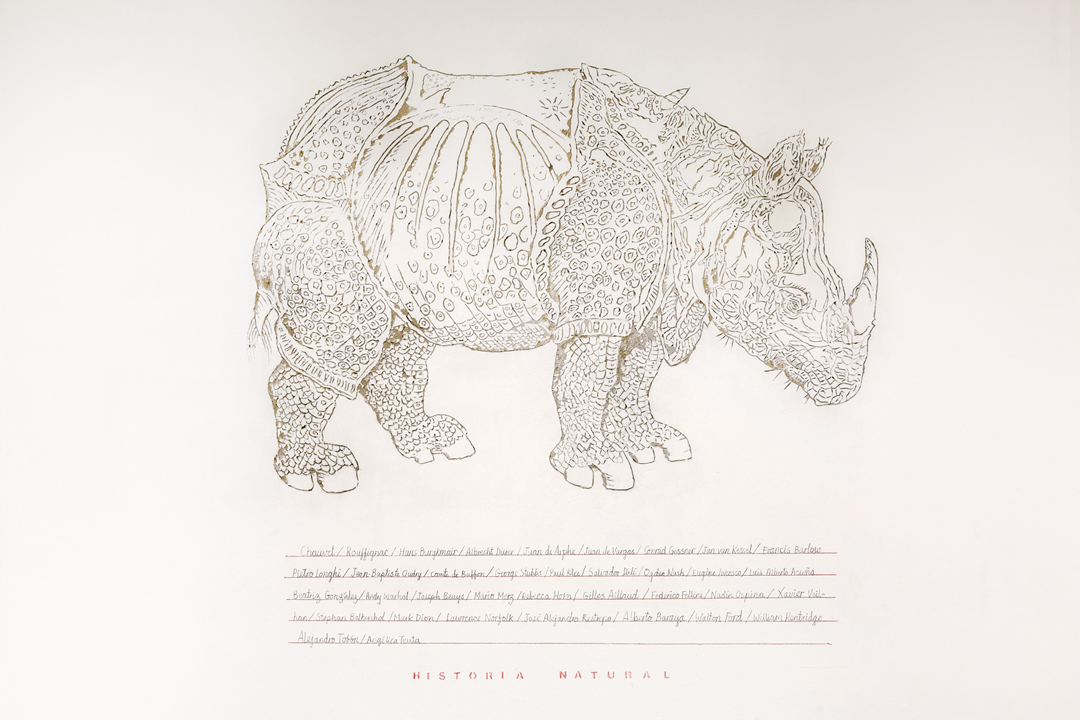 Chauvet / Rouffignac / Hans Burgkmair / Albrecht Durer / Juan de Arphe / Juan de Vargas / Conrad Gessner / Jan van Kessel / Francis Barlow
Pietro Longhi / Jean-Baptiste Oudry / Comte de Buffon / George Stubbs / Paul Klee / Salvador Dalí / Ogden Nash / Eugène Ionesco / Luis Alberto Acuña
Beatriz González / Andy Warhol / Joseph Beuys / Mario Merz / Rebecca Horn / Gilles Aillaud / Federico Fellini / Nadín Ospina / Xavier Veil-
han / Stephan Balkenhol / Mark Dion / Lawrence Norfolk / José Alejandro Restrepo / Alberto Baraya / Walton Ford / William Kentridge
Alejandro Tobón / Angélica Teuta
HISTORIA NATURAL